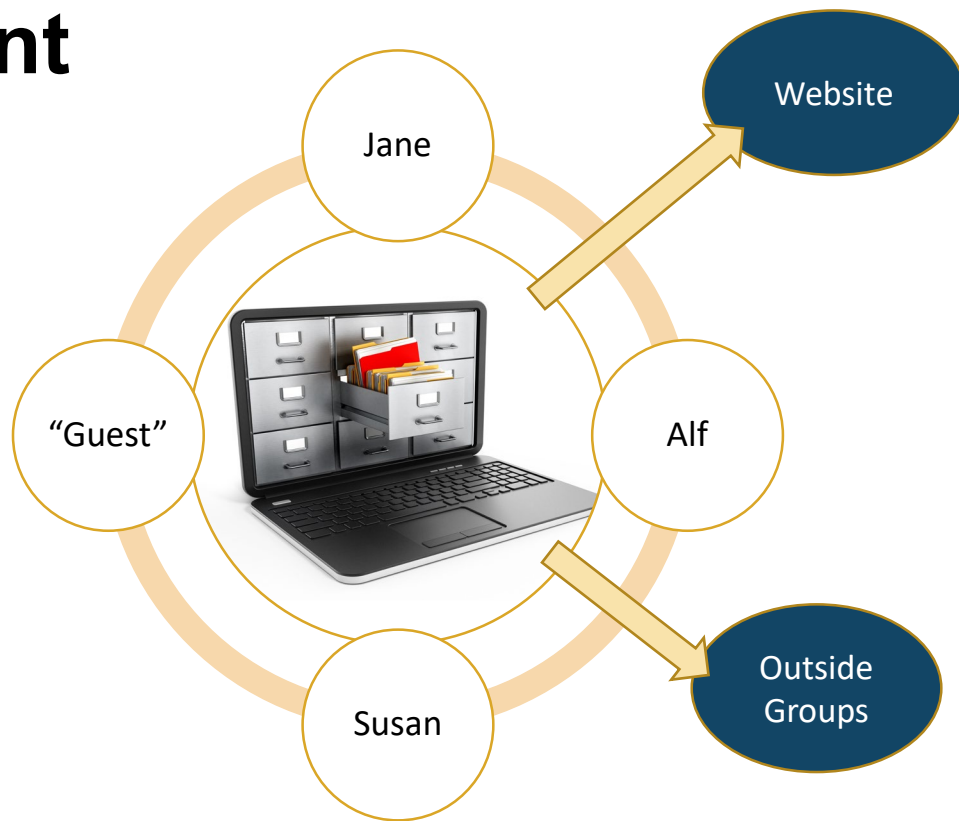 nt
Website
Jane
“Guest”
Alf
Outside
Groups
Susan